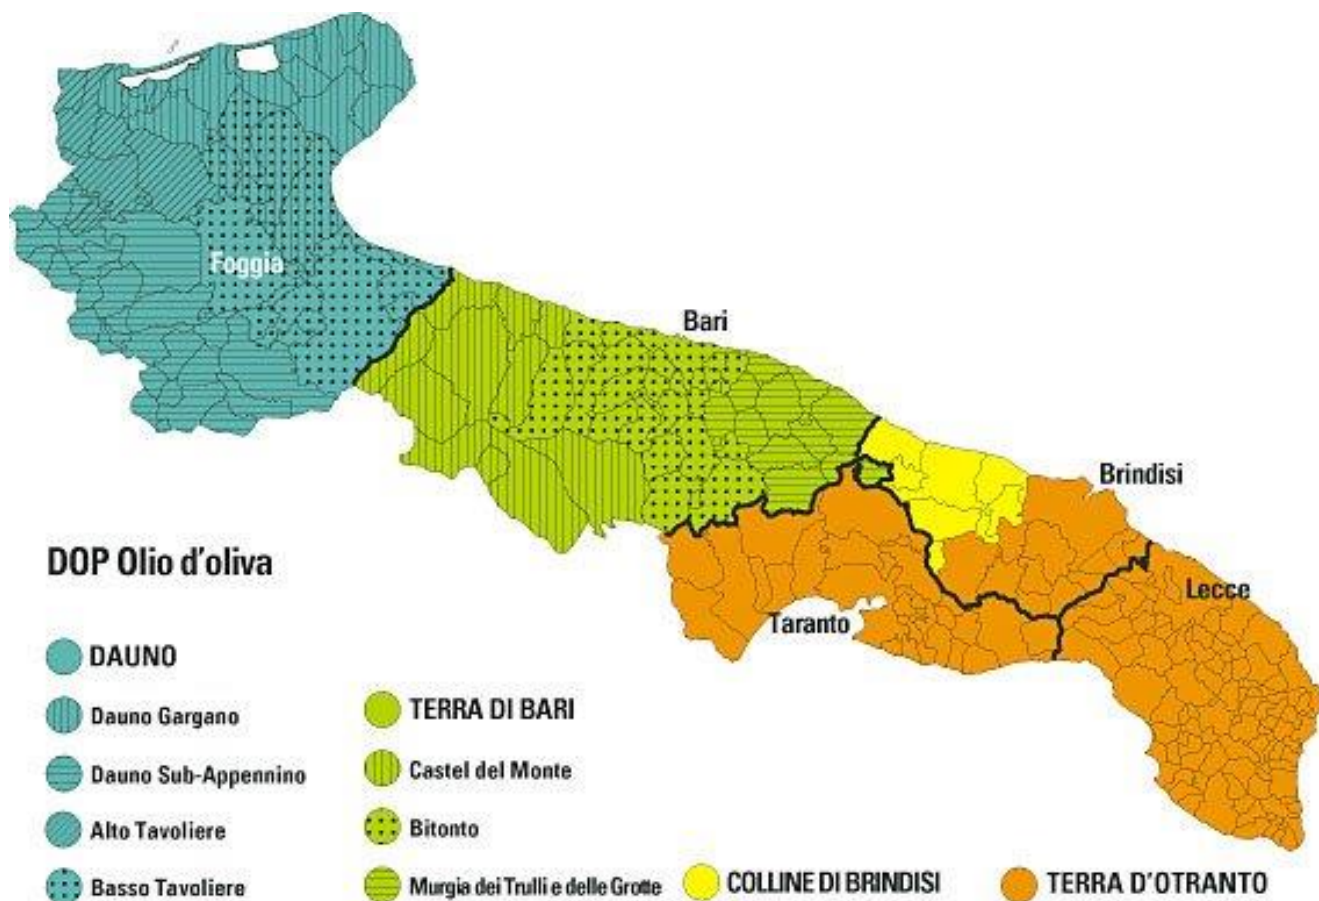 Foggia
Bari
Brindisi
Lecce
Taranto
DOP Olio d'oliva
DAUNO
Dauno Gargano
Dauno Sub-Appennino
Alto Tavoliere
Basso Tavoliere
TERRA DI BARI
Castel del Monte
Bitonto
Murgia dei Trulli e delle Grotte
COLLINE DI BRINDISI
TERRA D'OTRANTO